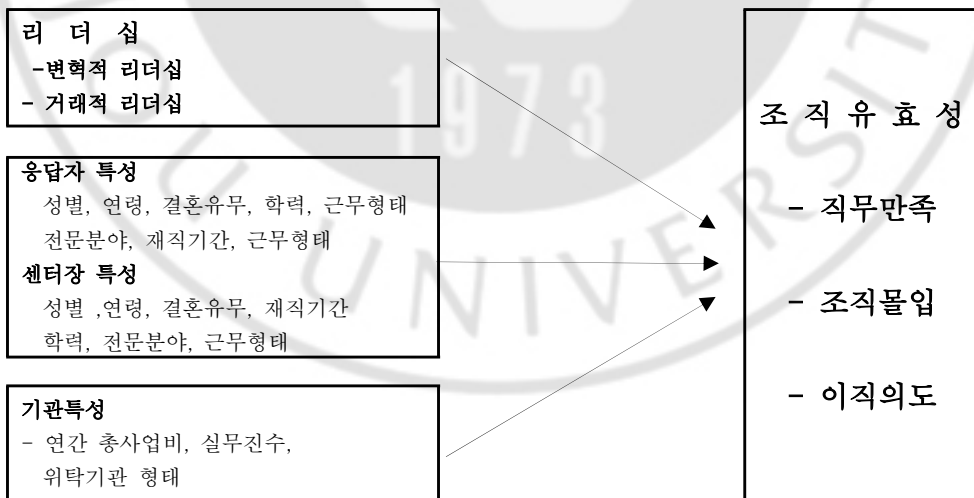 리 더 십
-변혁적 리더십
- 거래적 리더십
응답자 특성
성별, 연령, 결혼유무, 학력, 근무형태
전문분야, 재직기간, 근무형태
센터장 특성
성별 ,연령, 결혼유무, 재직기간
학력, 전문분야, 근무형태
기관특성
- 연간 총사업비, 실무진수,
위탁기관 형태
조 직 유 효 성
- 직무만족
- 조직몰입
- 이직의도
1973
UNIVERSIT